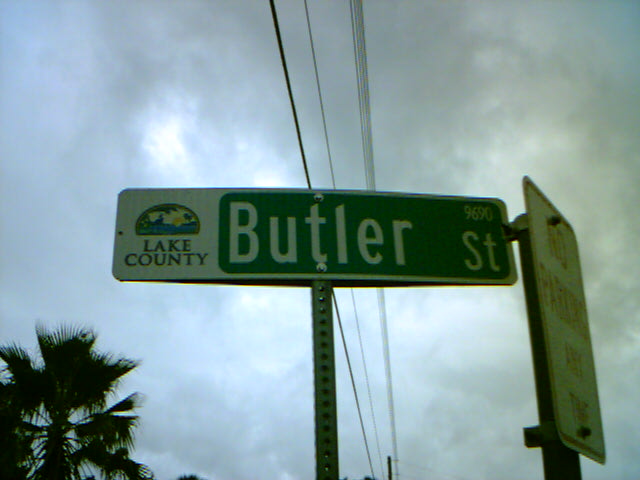 LAKE
COUNTY
Butler St
9690
NO
PARKING
ANY
TIME